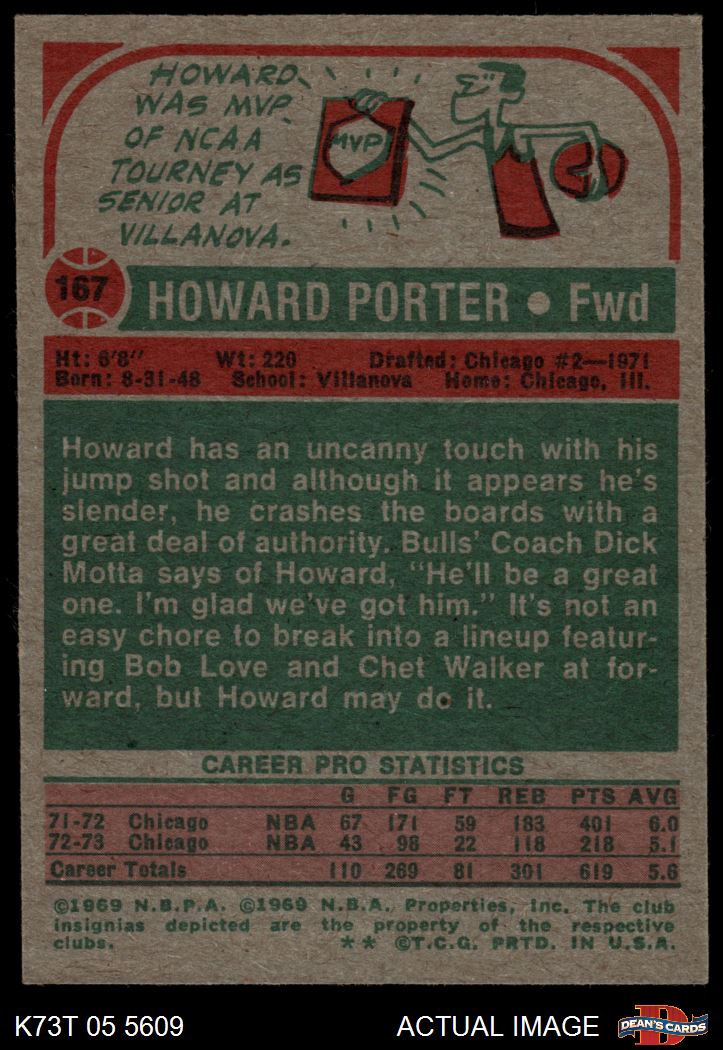 HOWARD
WAS MVP
OF NCAA
TOURNEY AS
SENIOR AT
VILLANOVA.
MVP
167
HOWARD PORTER • Fwd
Ht: 6'8" Wt: 220 Drafted: Chicago #2—1971
Born: 8-31-48 School: Villanova Home: Chicago, Ill.
Howard has an uncanny touch with his
jump shot and although it appears he's
slender, he crashes the boards with a
great deal of authority. Bulls' Coach Dick
Motta says of Howard, "He'll be a great
one. I'm glad we've got him." It's not an
easy chore to break into a lineup featur-
ing Bob Love and Chet Walker at for-
ward, but Howard may do it.
CAREER PRO STATISTICS
G FG FT REB PTS AVG
71-72 Chicago NBA 67 171 59 183 401 6.0
72-73 Chicago NBA 43 98 22 118 218 5.1
Career Totals 110 269 81 301 619 5.6
©1969 N.B.P.A. ©1969 N.B.A. Properties, Inc. The club
insignias depicted are the property of the respective
clubs. ** ©T.C.G. PRTD. IN U.S.A.
K73T 05 5609 ACTUAL IMAGE D DEAN'S CARDS